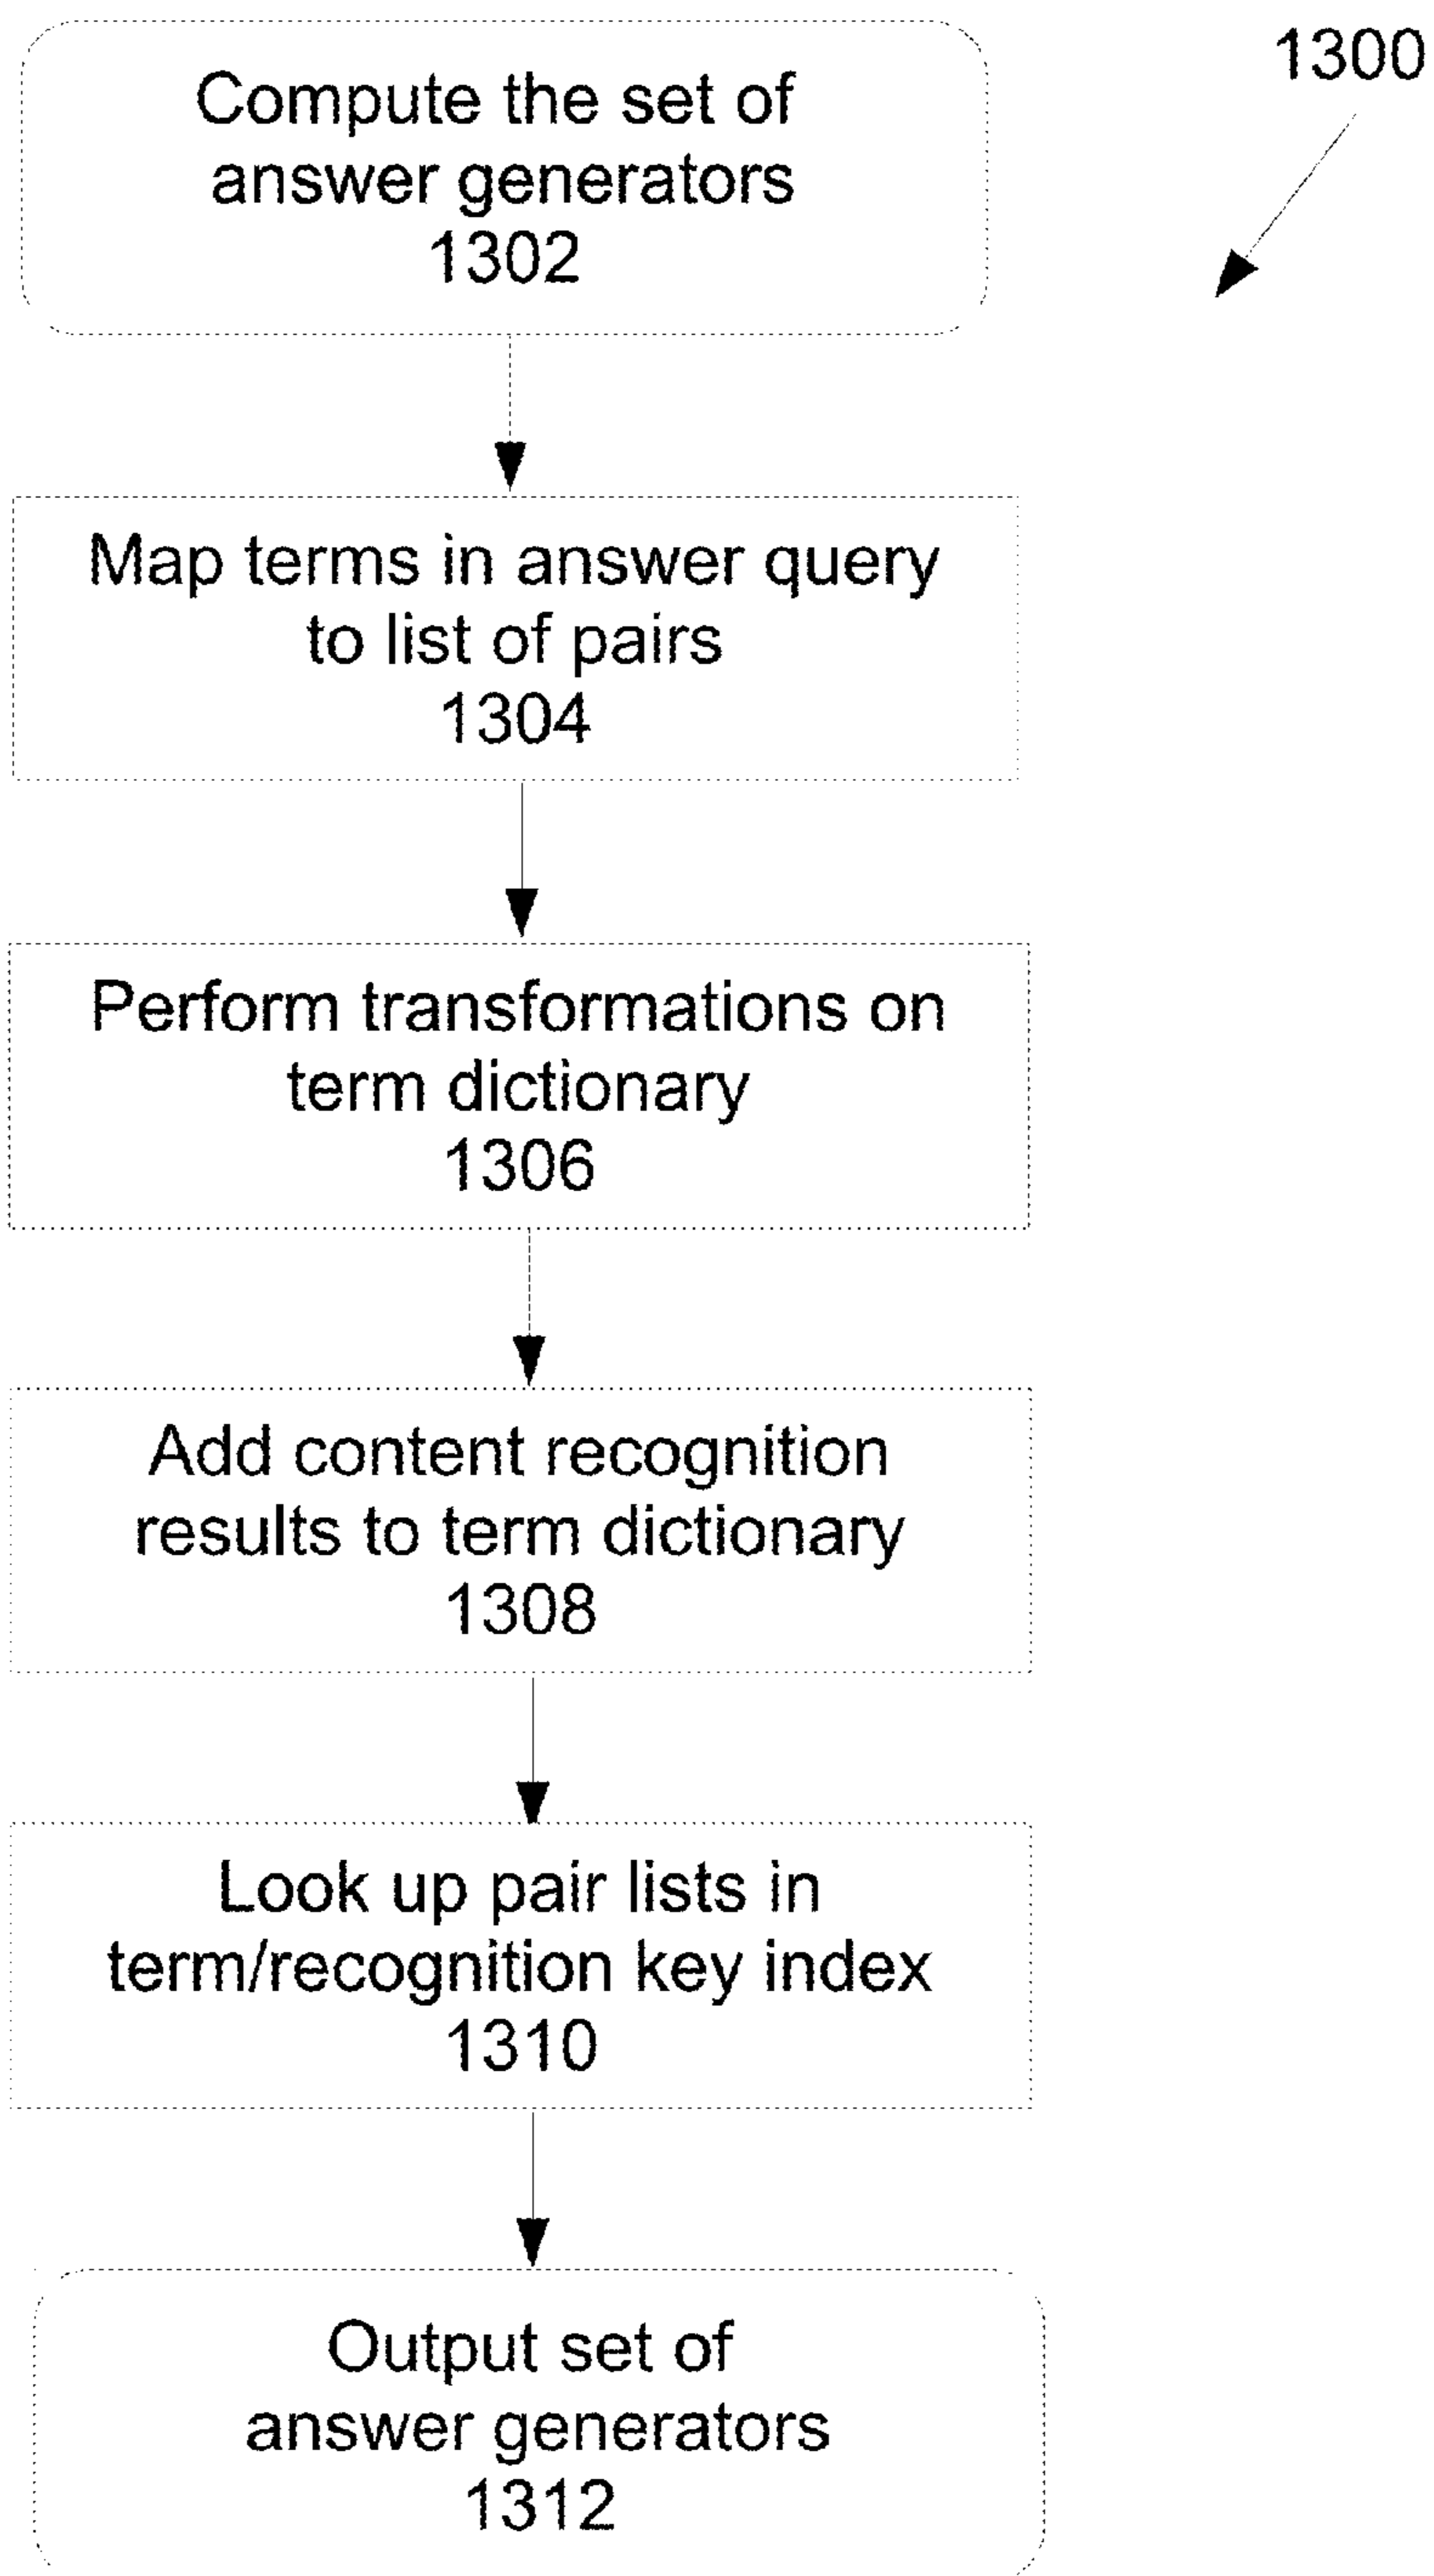 1300
Compute the set of
answer generators
1302
Map terms in answer query
to list of pairs
1304
Perform transformations on
term dictionary
1306
Add content recognition
results to term dictionary
1308
Look up pair lists in
term/recognition key index
1310
Output set of
answer generators
1312